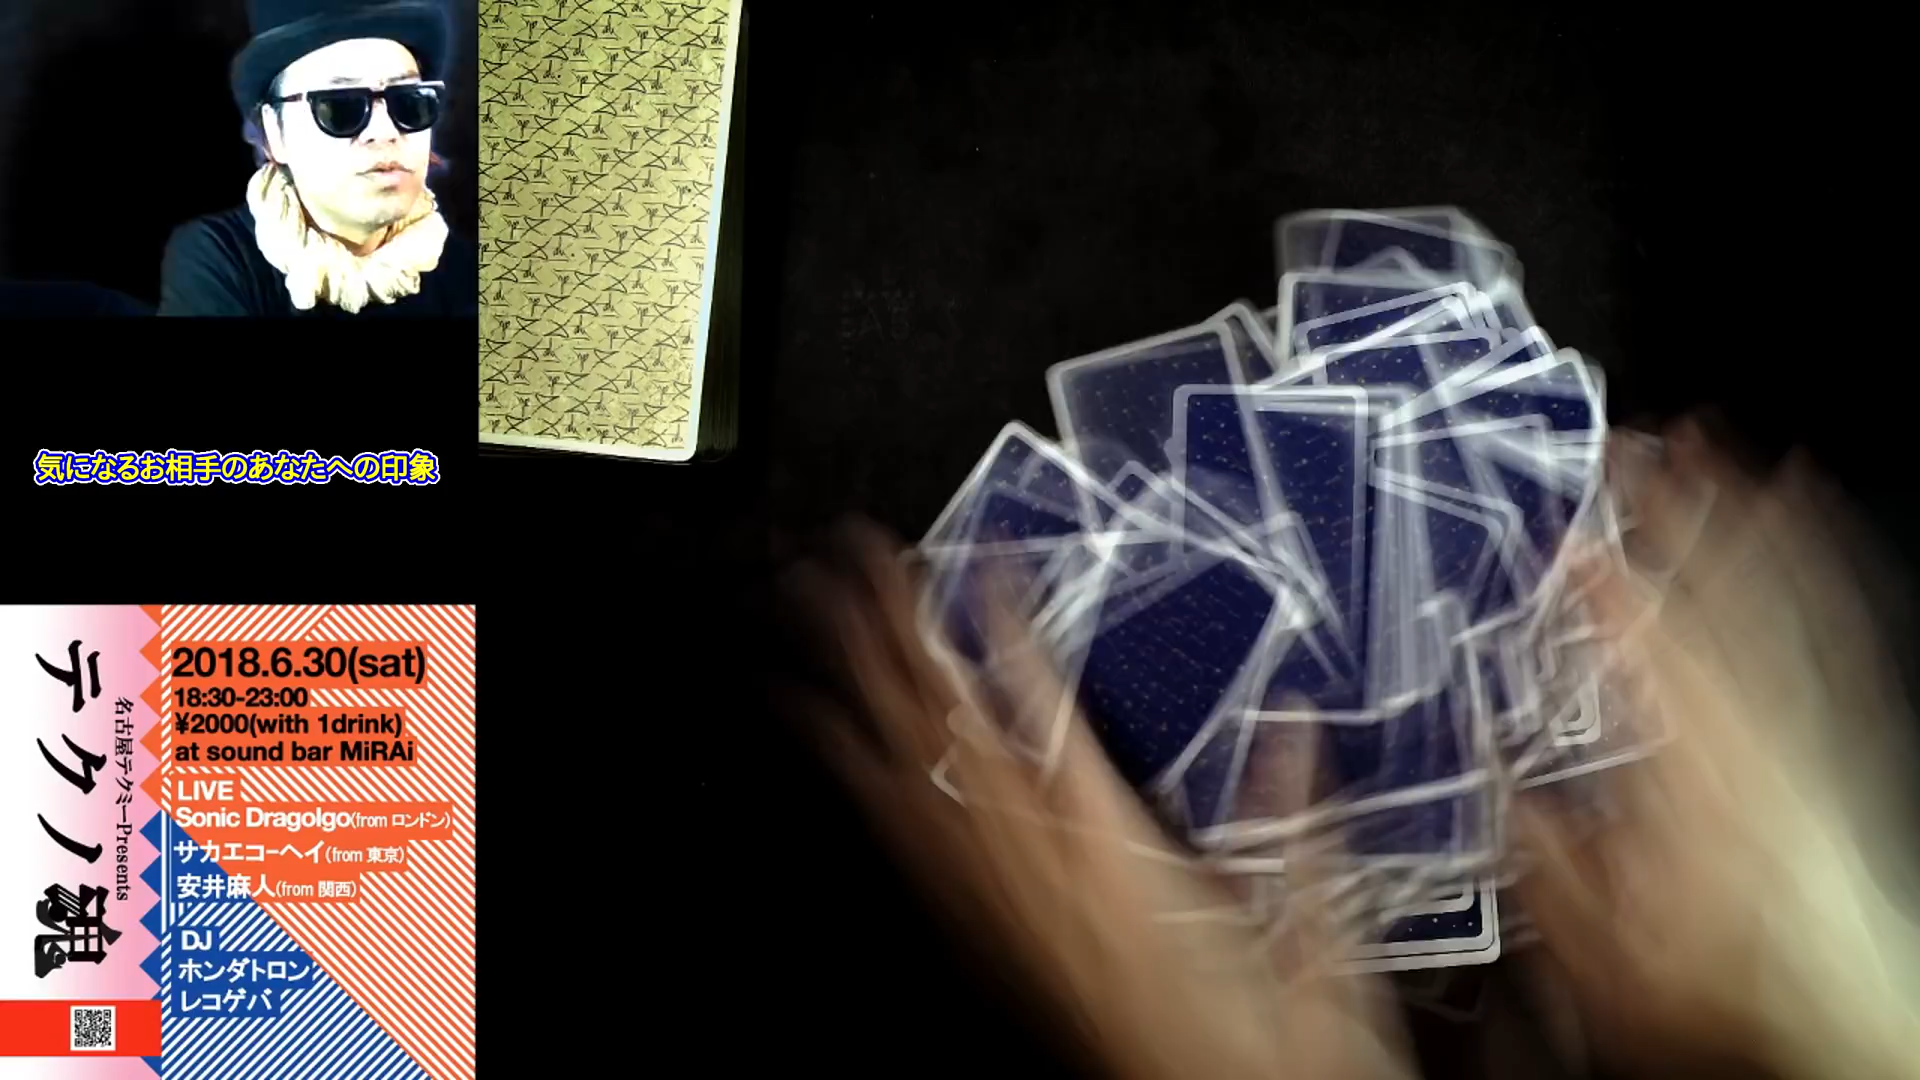 気になるお相手のあなたへの印象
テクノ魂
名古屋テクミーPresents
2018.6.30(sat)
18:30-23:00
¥2000(with 1drink)
at sound bar MiRAi
LIVE
Sonic Dragolgo(from ロンドン)
サカエコーヘイ(from 東京)
安井麻人(from 関西)
DJ
ホンダトロン
レコゲバ